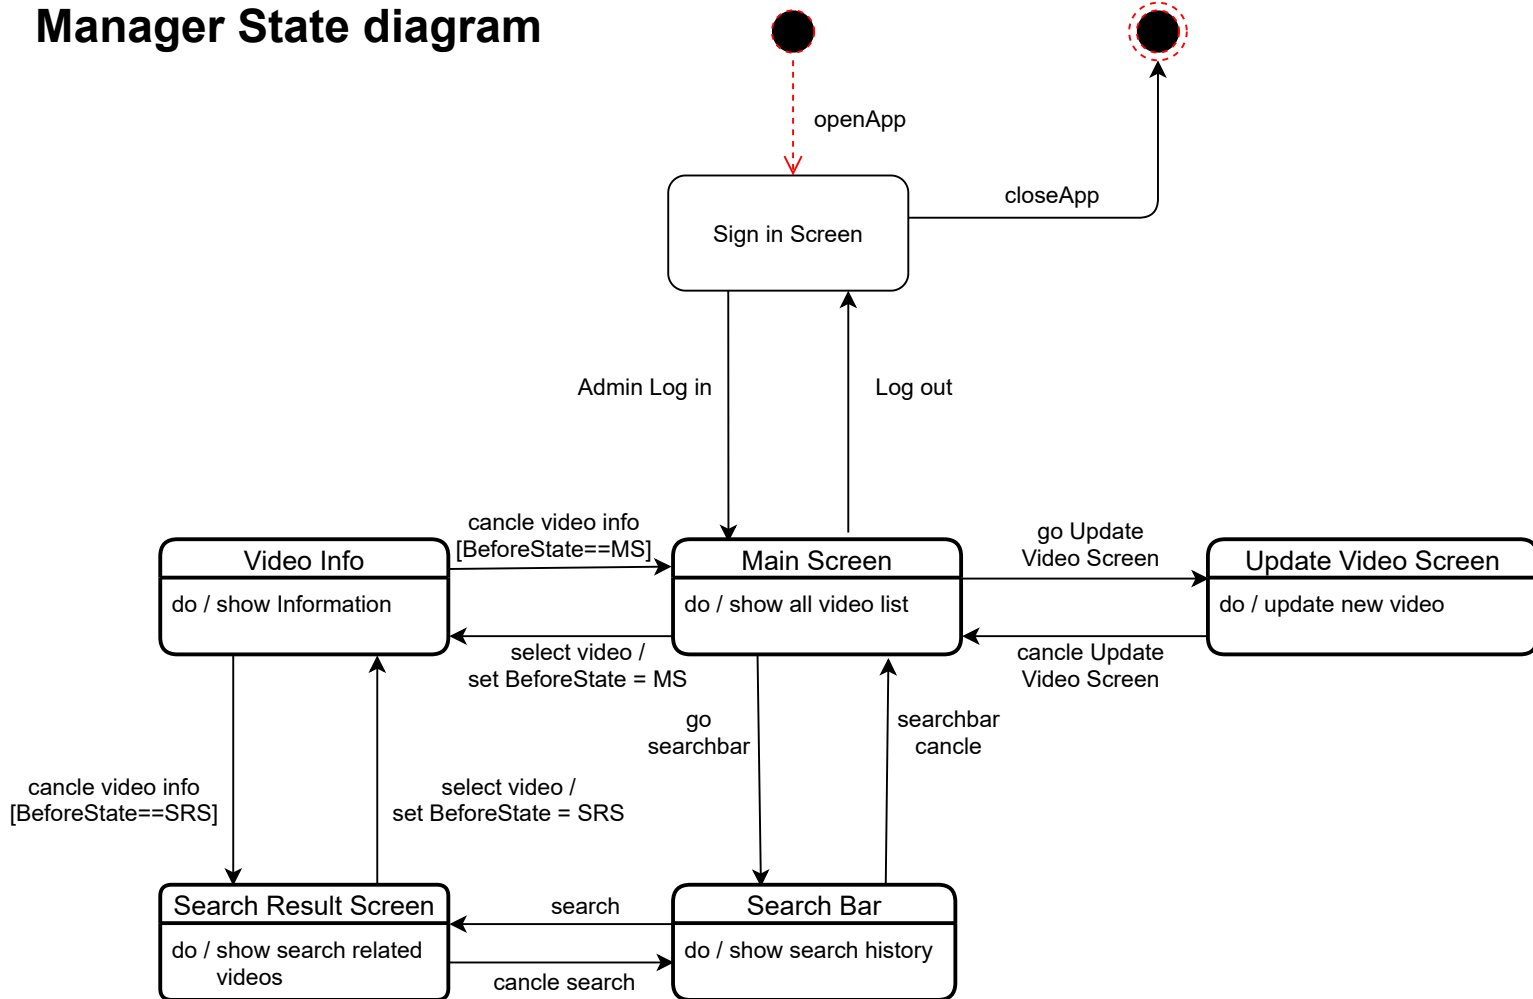 Manager State diagram
openApp
closeApp
Sign in Screen
Admin Log in
Log out
cancle video info
[BeforeState==MS]
go Update
Video Screen
Video Info
do / show Information
Main Screen
do / show all video list
Update Video Screen
do / update new video
select video /
set BeforeState = MS
cancle Update
Video Screen
go
searchbar
searchbar
cancle
cancle video info
[BeforeState==SRS]
select video /
set BeforeState = SRS
Search Result Screen
do / show search related
videos
search
cancle search
Search Bar
do / show search history